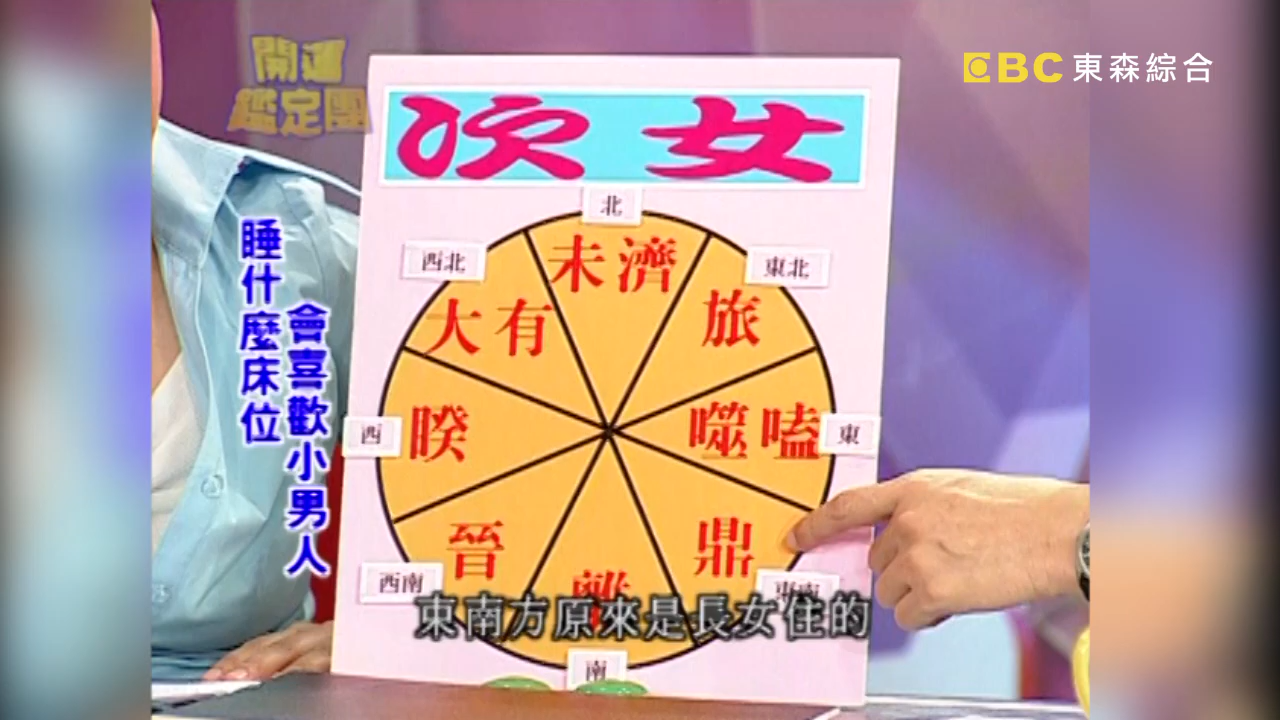 開運
鑑定團
EBC 東森綜合
次女
北
西北
未濟
東北
大有
旅
西
睽
噬嗑
東
晉
鼎
西南
離
東南
南
睡什麼床位
會喜歡小男人
東南方原來是長女住的